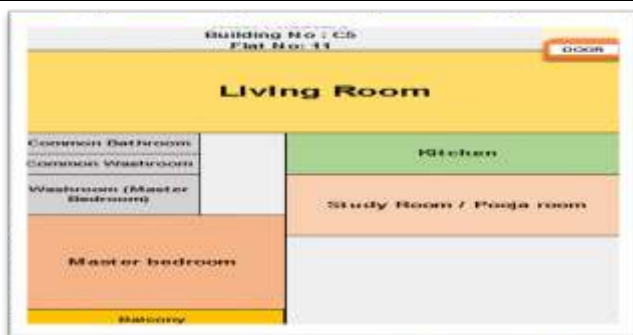 Building No : C5
Flat No: 11
DOOR
Living Room
Common Bathroom
Common Washroom
Kitchen
Washroom (Master
Bedroom)
Study Room / Pooja room
Master bedroom
Balcony